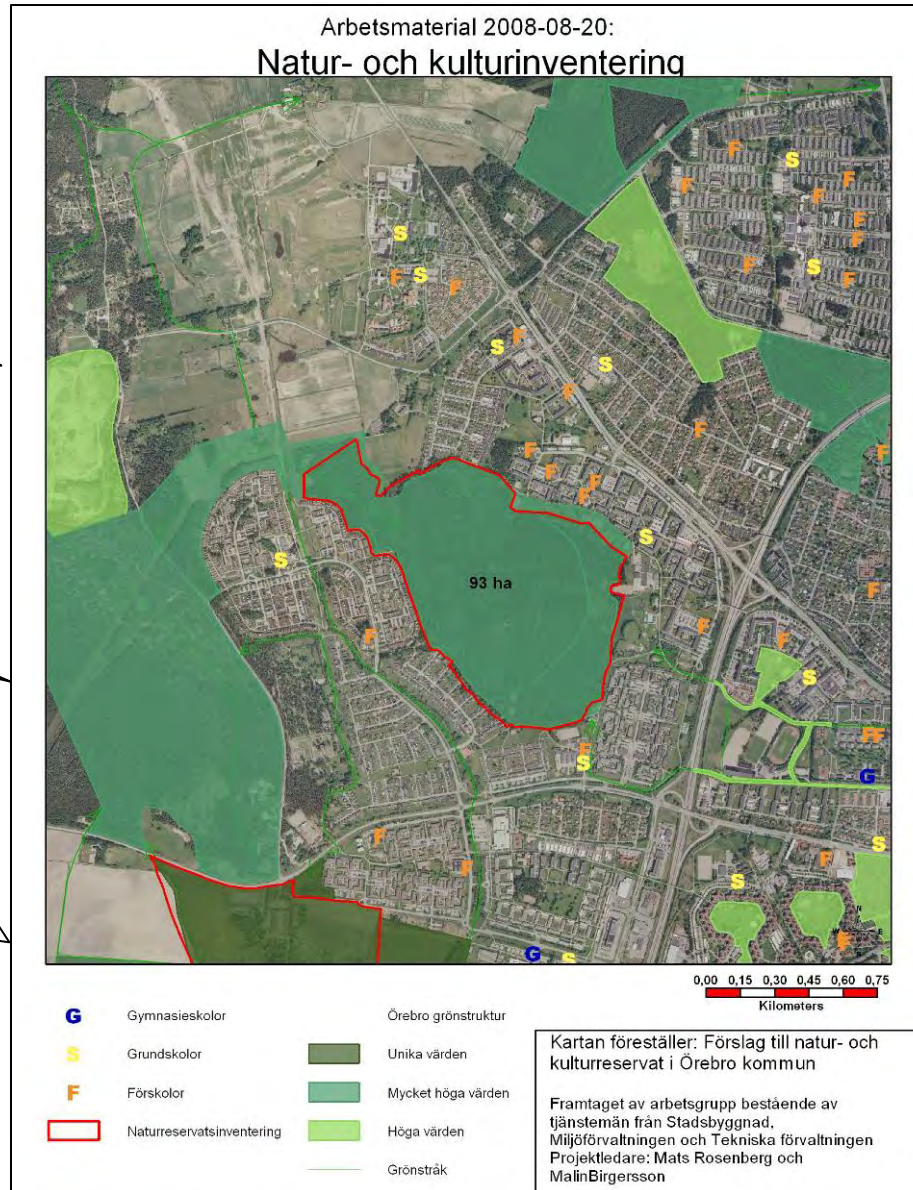 Arbetsmaterial 2008-08-20:
Natur- och kulturinventering
S
F
F
S
F
F
F
S
F
F
F
S
F
S
F
F
S
S
F
F
F
F
F
F
F
S
S
93 ha
F
F
F
F
S
F
S
F F
G
F
S
F
F
S
F
S
F
G
S
0,00 0,15 0,30 0,45 0,60 0,75
Kilometers
G Gymnasieskolor
S Grundskolor
F Förskolor
Naturreservatsinventering
Örebro grönstruktur
Unika värden
Mycket höga värden
Höga värden
Grönstråk
Kartan föreställer: Förslag till natur- och
kulturreservat i Örebro kommun
Framtaget av arbetsgrupp bestående av
tjänstemän från Stadsbyggnad,
Miljöförvaltningen och Tekniska förvaltningen
Projektledare: Mats Rosenberg och
MalinBirgersson